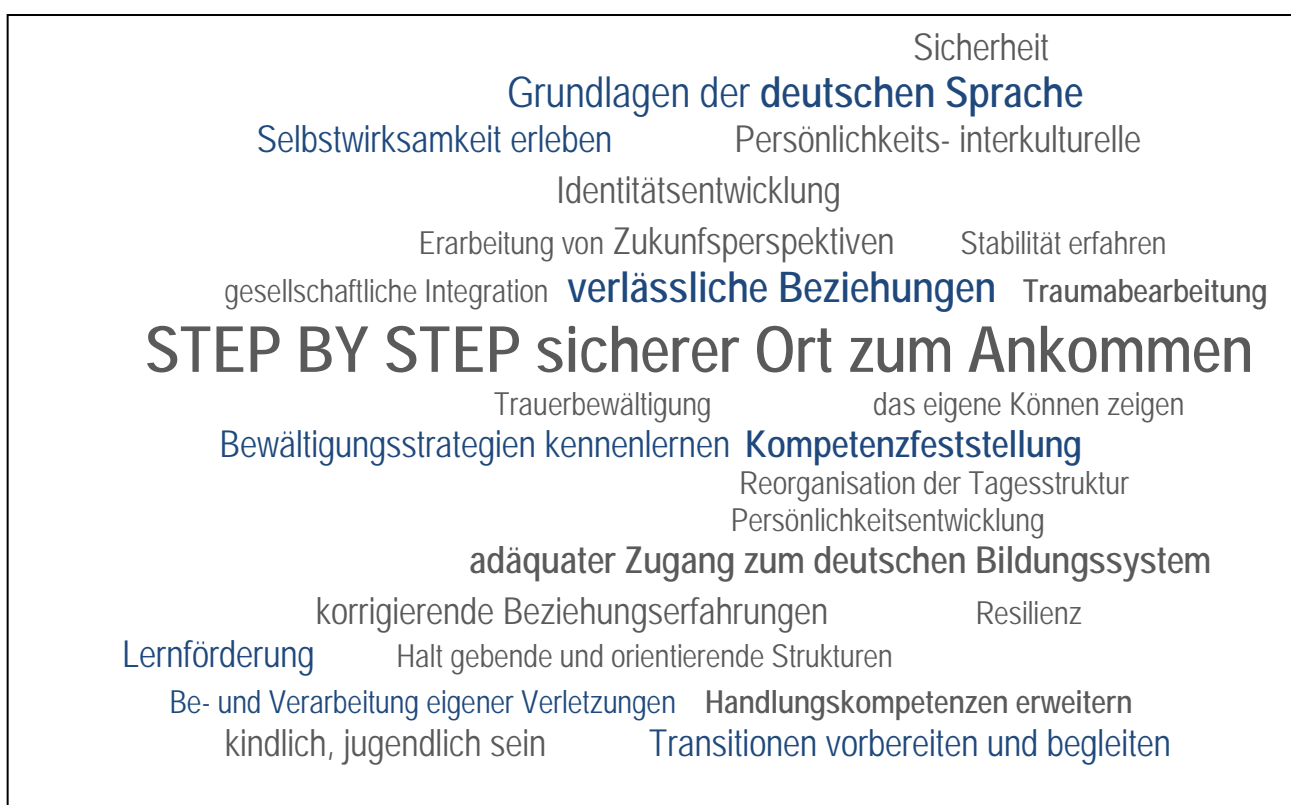 Sicherheit
Grundlagen der deutschen Sprache
Selbstwirksamkeit erleben Persönlichkeits- interkulturelle
Identitätsentwicklung
Erarbeitung von Zukunfsperspektiven Stabilität erfahren
gesellschaftliche Integration verlässliche Beziehungen Traumabearbeitung
STEP BY STEP sicherer Ort zum Ankommen
Trauerbewältigung das eigene Können zeigen
Bewältigungsstrategien kennenlernen Kompetenzfeststellung
Reorganisation der Tagesstruktur
Persönlichkeitsentwicklung
adäquater Zugang zum deutschen Bildungssystem
korrigierende Beziehungserfahrungen Resilienz
Lernförderung Halt gebende und orientierende Strukturen
Be- und Verarbeitung eigener Verletzungen Handlungskompetenzen erweitern
kindlich, jugendlich sein Transitionen vorbereiten und begleiten